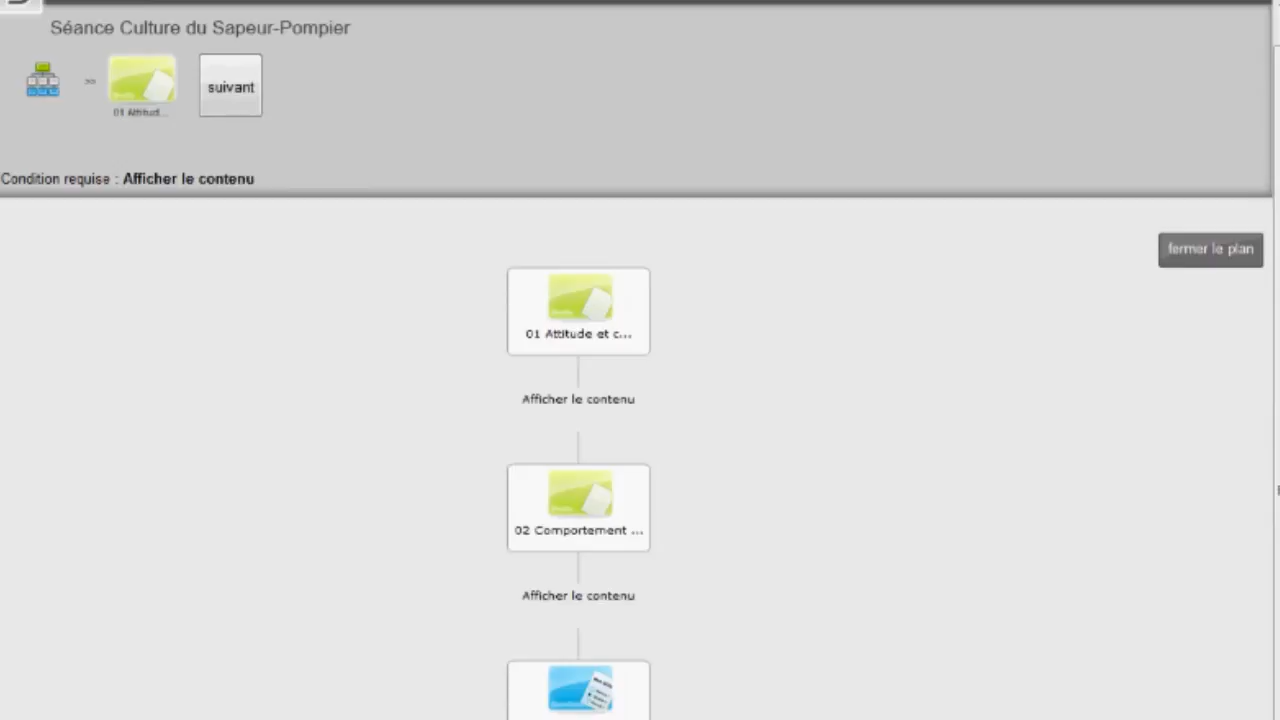 Séance Culture du Sapeur-Pompier
>>
suivant
01 Attitud...
Condition requise : Afficher le contenu
fermer le plan
01 Attitude et c...
Afficher le contenu
02 Comportement ...
Afficher le contenu